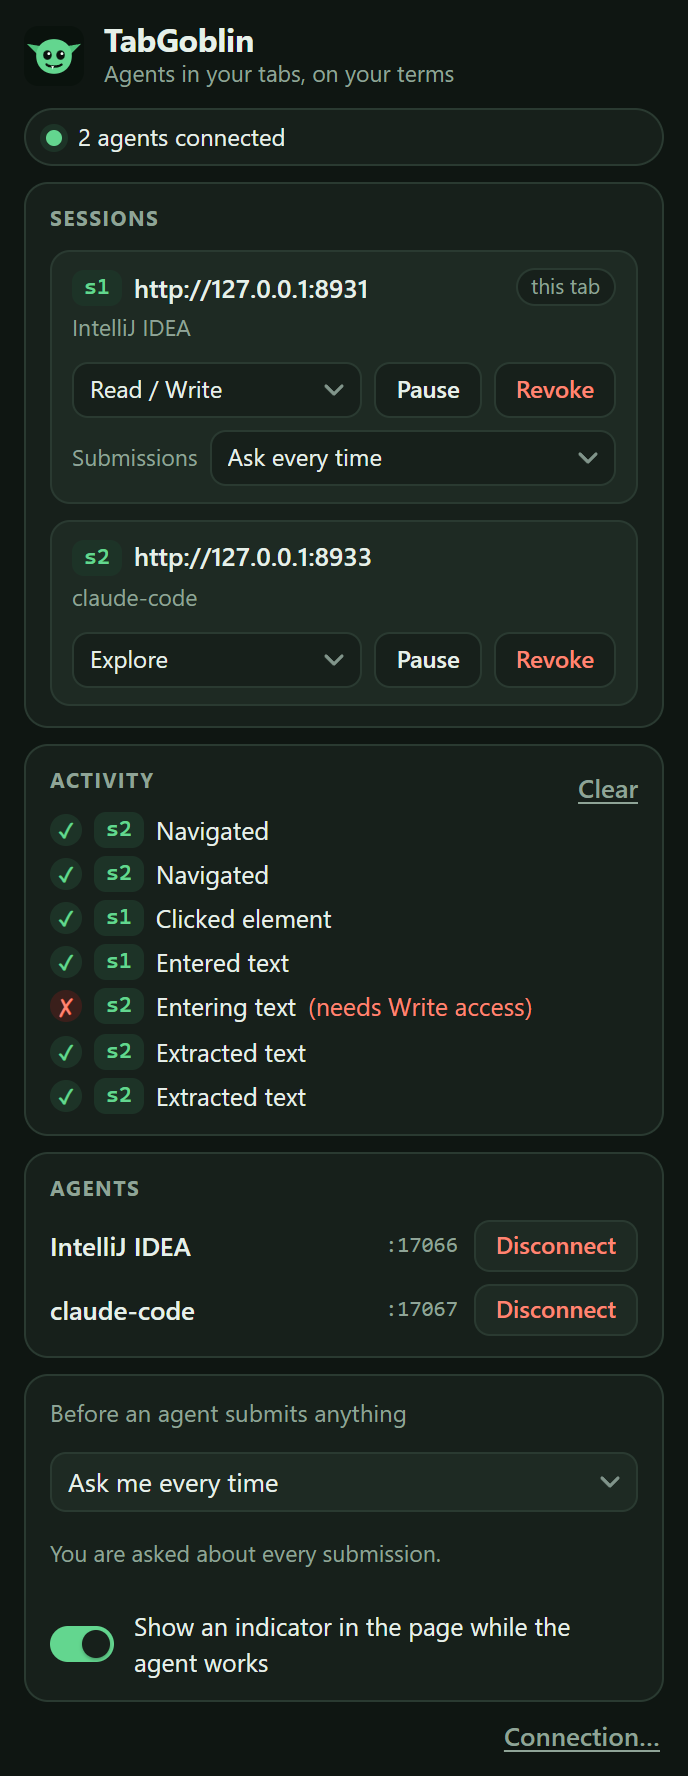 TabGoblin
Agents in your tabs, on your terms
2 agents connected
SESSIONS
s1 http://127.0.0.1:8931 this tab
IntelliJ IDEA
Read / Write Pause Revoke
Submissions Ask every time
s2 http://127.0.0.1:8933
claude-code
Explore Pause Revoke
ACTIVITY Clear
✓ s2 Navigated
✓ s2 Navigated
✓ s1 Clicked element
✓ s1 Entered text
✗ s2 Entering text (needs Write access)
✓ s2 Extracted text
✓ s2 Extracted text
AGENTS
IntelliJ IDEA :17066 Disconnect
claude-code :17067 Disconnect
Before an agent submits anything
Ask me every time
You are asked about every submission.
Show an indicator in the page while the
agent works
Connection...